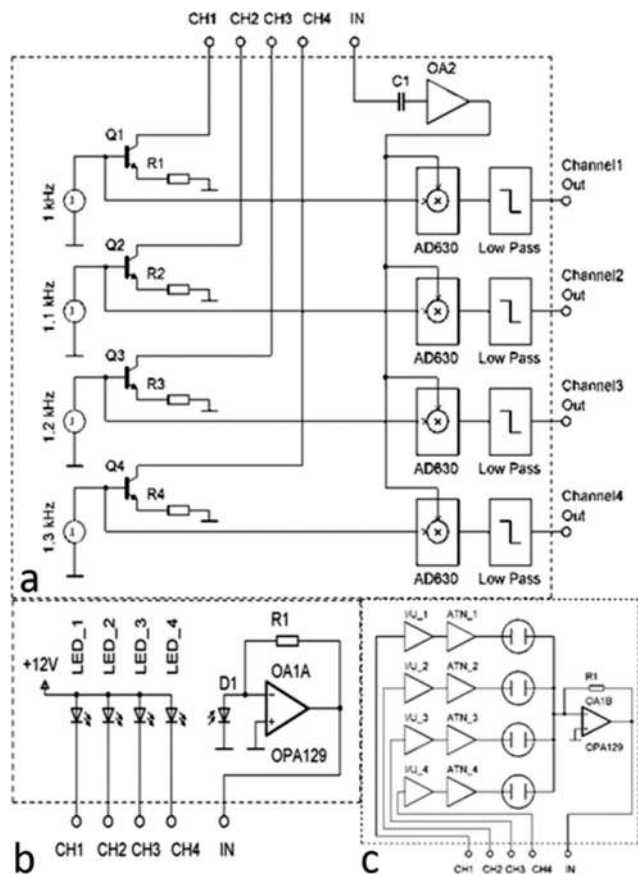 CH1 CH2 CH3 CH4 IN
C1 OA2
Q1
R1
1 kHz
Channel1
Out
AD630 Low Pass
Q2
R2
1,1 kHz
Channel2
Out
AD630 Low Pass
Q3
R3
1,2 kHz
Channel3
Out
AD630 Low Pass
Q4
R4
1,3 kHz
Channel4
Out
AD630 Low Pass
a
+12V
LED_1
LED_2
LED_3
LED_4
R1
D1
OA1A
OPA129
CH1 CH2 CH3 CH4 IN
b
I/U_1 ATN_1
I/U_2 ATN_2
I/U_3 ATN_3
I/U_4 ATN_4
R1
OA1B
OPA129
CH1 CH2 CH3 CH4 IN
c